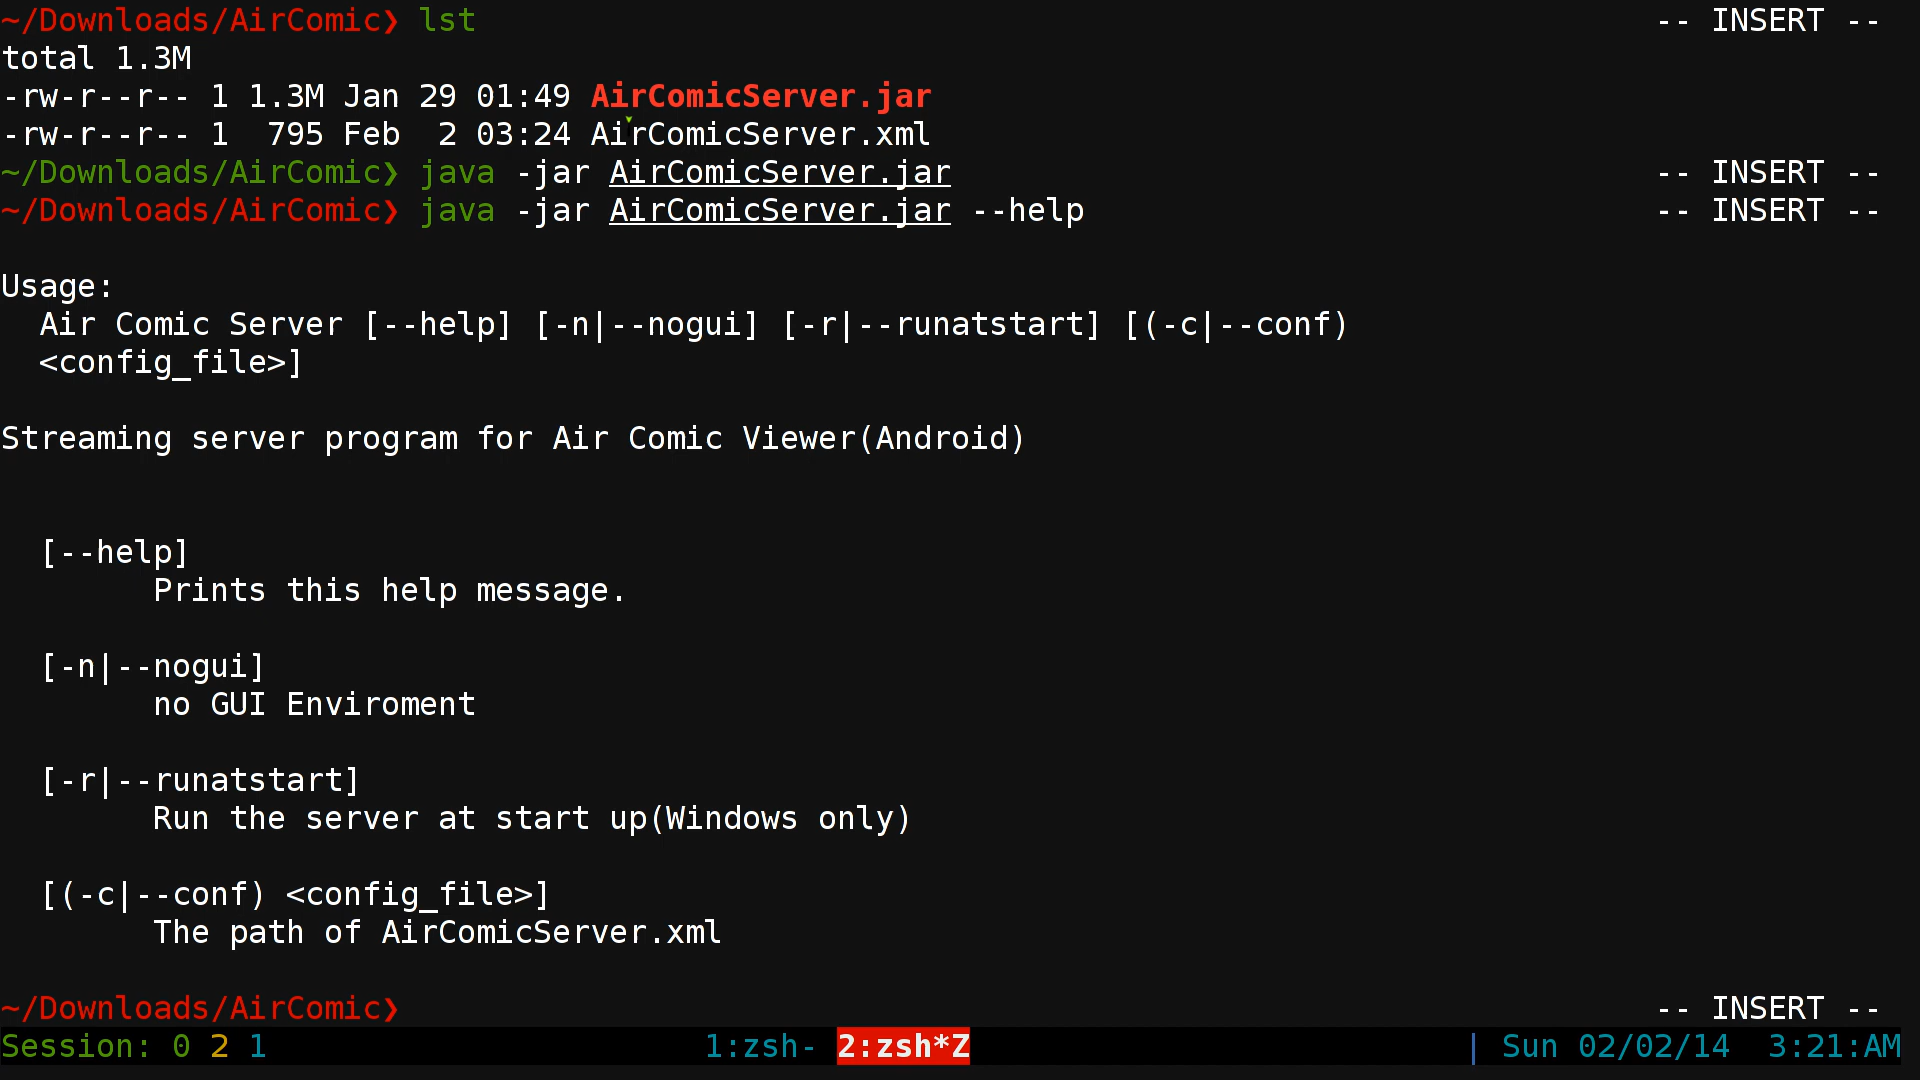 ~/Downloads/AirComic❯ lst -- INSERT --
total 1.3M
-rw-r--r-- 1 1.3M Jan 29 01:49 AirComicServer.jar
-rw-r--r-- 1  795 Feb  2 03:24 AirComicServer.xml
~/Downloads/AirComic❯ java -jar AirComicServer.jar -- INSERT --
~/Downloads/AirComic❯ java -jar AirComicServer.jar --help -- INSERT --
Usage:
Air Comic Server [--help] [-n|--nogui] [-r|--runatstart] [(-c|--conf)
<config_file>]
Streaming server program for Air Comic Viewer(Android)
[--help]
Prints this help message.
[-n|--nogui]
no GUI Enviroment
[-r|--runatstart]
Run the server at start up(Windows only)
[(-c|--conf) <config_file>]
The path of AirComicServer.xml
~/Downloads/AirComic❯ -- INSERT --
Session: 0 2 1 1:zsh- 2:zsh*Z | Sun 02/02/14  3:21:AM